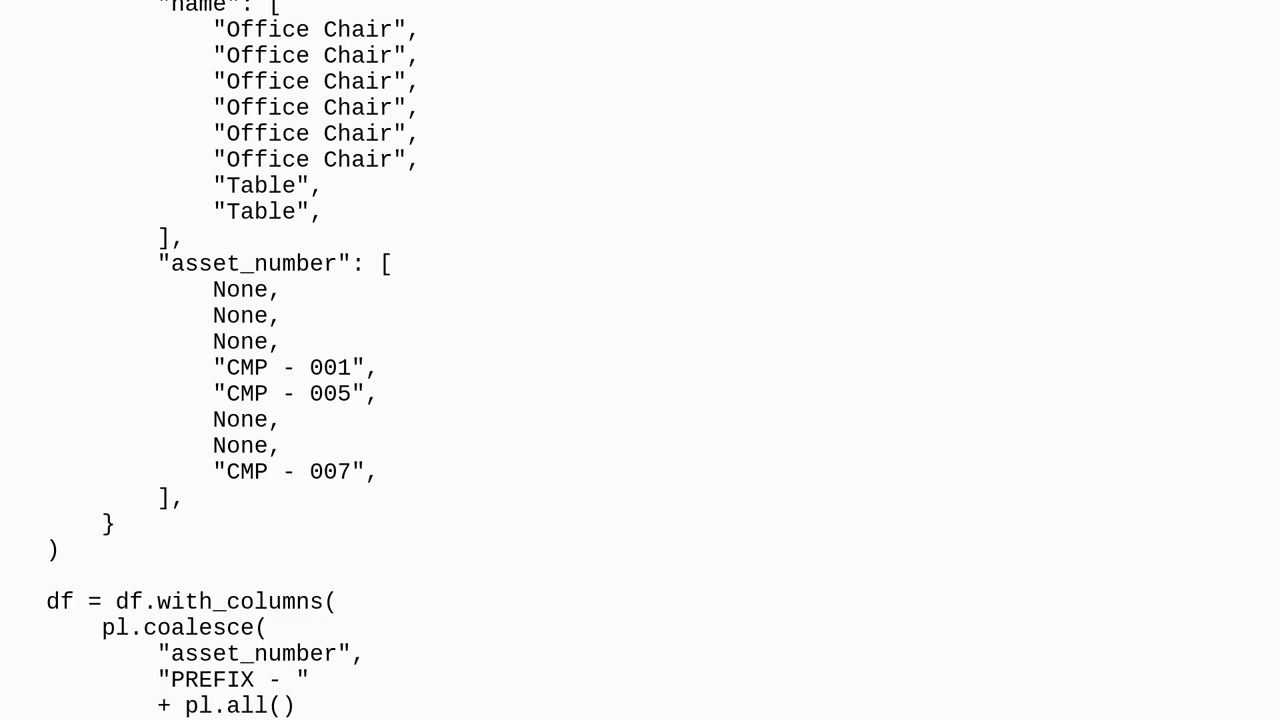 "name": [
"Office Chair",
"Office Chair",
"Office Chair",
"Office Chair",
"Office Chair",
"Office Chair",
"Table",
"Table",
],
"asset_number": [
None,
None,
None,
"CMP - 001",
"CMP - 005",
None,
None,
"CMP - 007",
],
}
)
df = df.with_columns(
pl.coalesce(
"asset_number",
"PREFIX - "
+ pl.all()